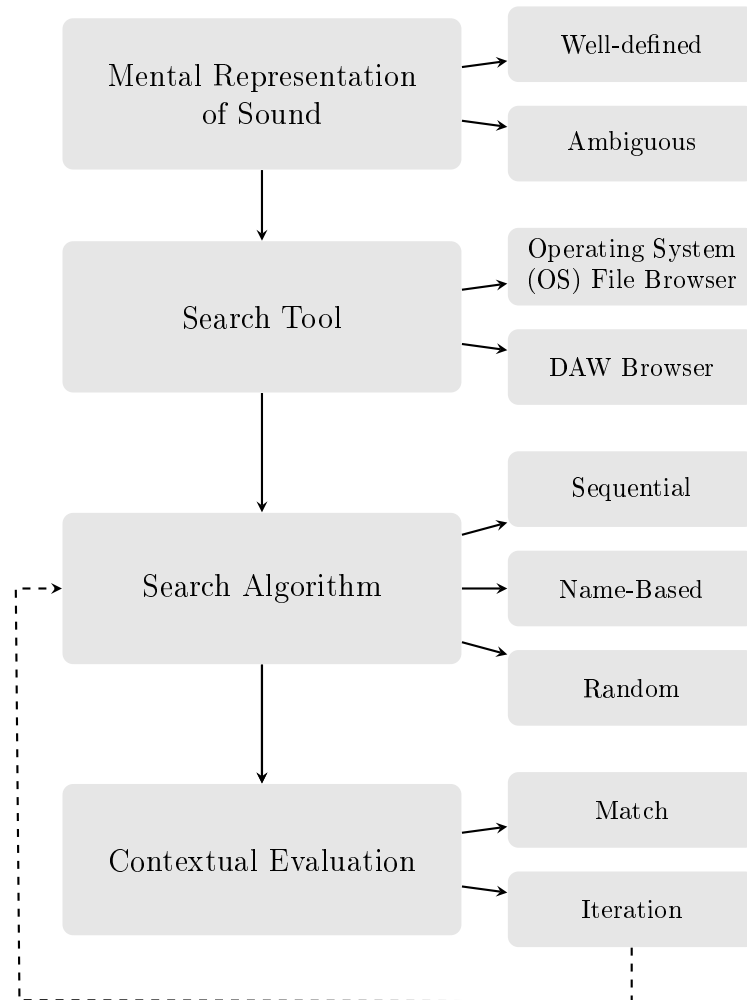 Mental Representation
of Sound
Well-defined
Ambiguous
Search Tool
Operating System
(OS) File Browser
DAW Browser
Search Algorithm
Sequential
Name-Based
Random
Contextual Evaluation
Match
Iteration